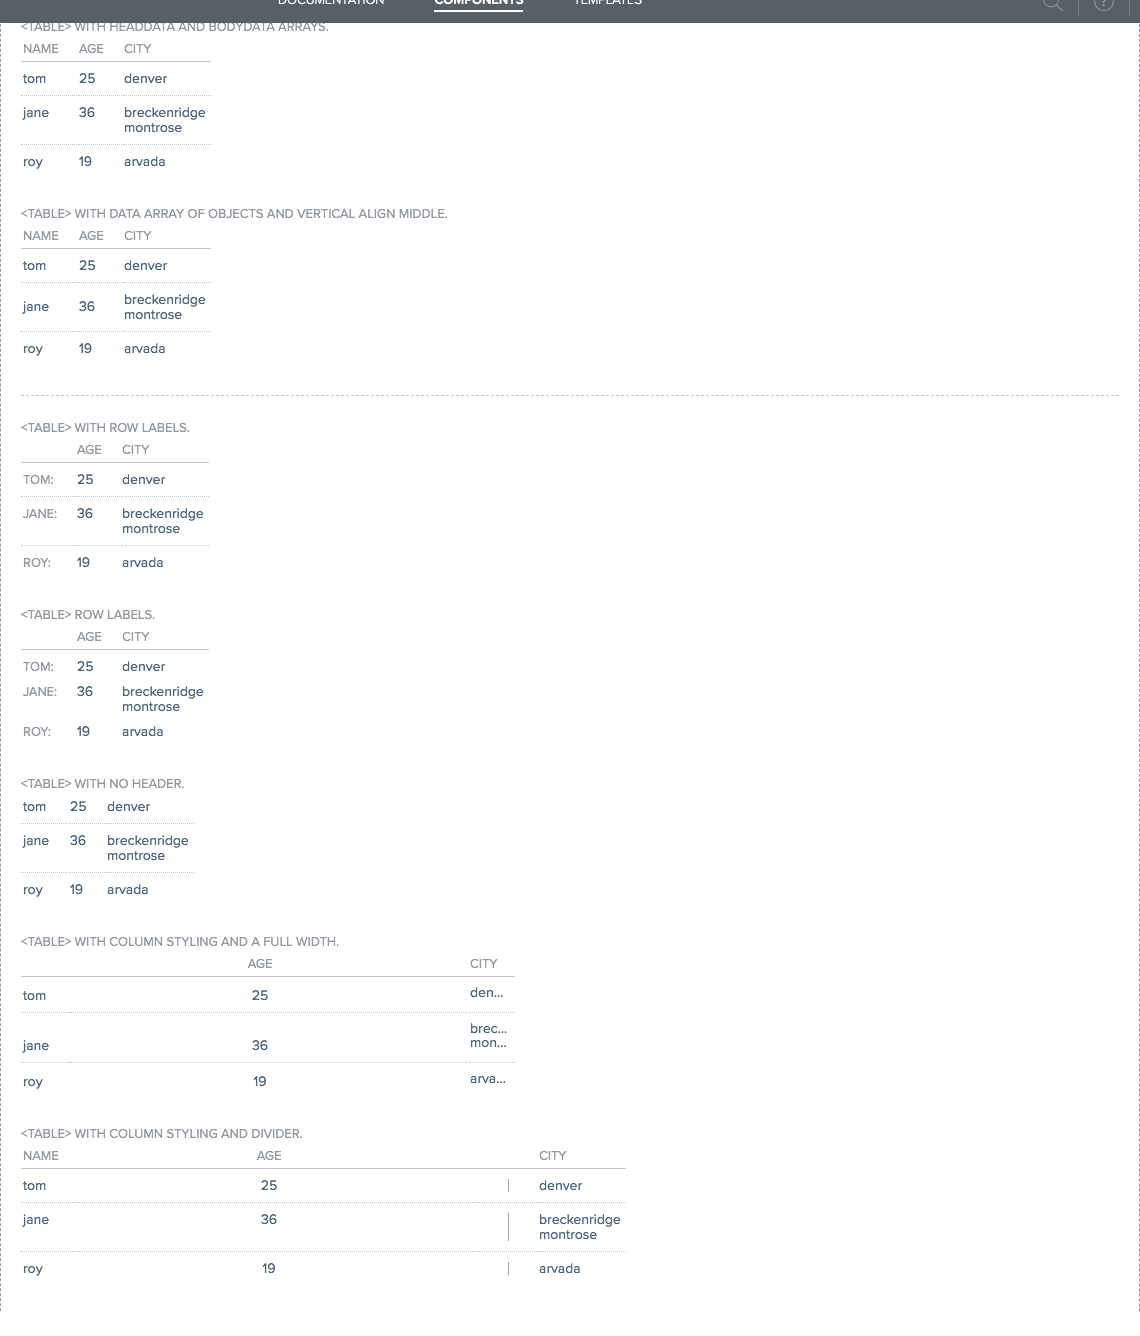 DOCUMENTATION COMPONENTS TEMPLATES
<TABLE> WITH HEADDATA AND BODYDATA ARRAYS.
NAME AGE CITY
tom 25 denver
jane 36 breckenridge
montrose
roy 19 arvada
<TABLE> WITH DATA ARRAY OF OBJECTS AND VERTICAL ALIGN MIDDLE.
NAME AGE CITY
tom 25 denver
jane 36 breckenridge
montrose
roy 19 arvada
<TABLE> WITH ROW LABELS.
AGE CITY
TOM: 25 denver
JANE: 36 breckenridge
montrose
ROY: 19 arvada
<TABLE> ROW LABELS.
AGE CITY
TOM: 25 denver
JANE: 36 breckenridge
montrose
ROY: 19 arvada
<TABLE> WITH NO HEADER.
tom 25 denver
jane 36 breckenridge
montrose
roy 19 arvada
<TABLE> WITH COLUMN STYLING AND A FULL WIDTH.
AGE CITY
tom 25 den...
brec...
jane 36 mon...
roy 19 arva...
<TABLE> WITH COLUMN STYLING AND DIVIDER.
NAME AGE CITY
tom 25 denver
jane 36 breckenridge
montrose
roy 19 arvada